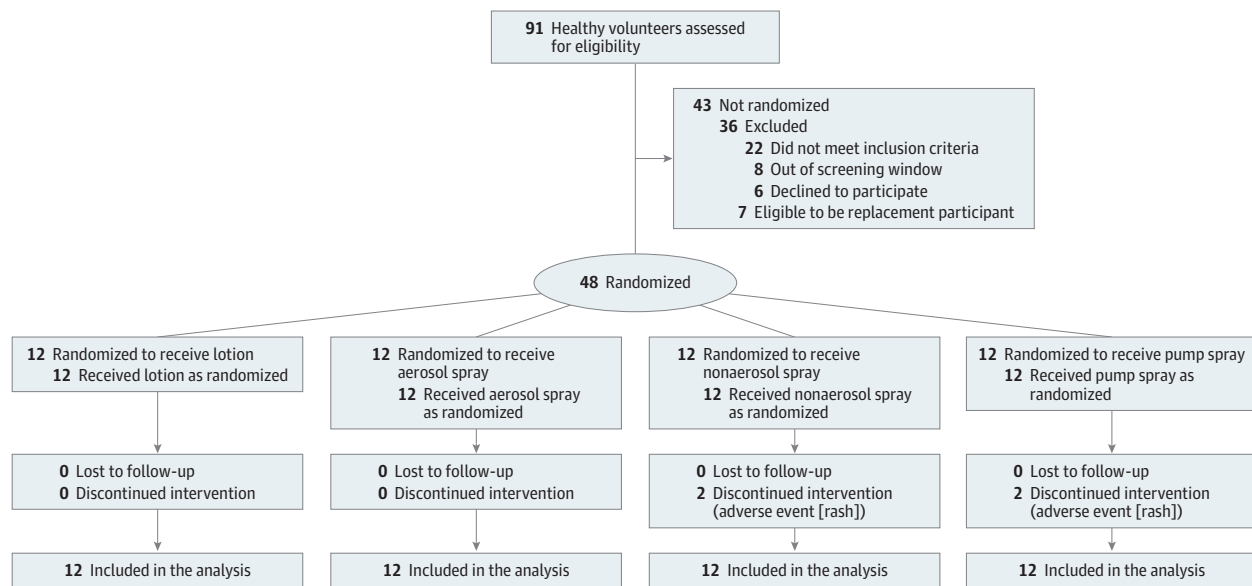 91 Healthy volunteers assessed
for eligibility
43 Not randomized
36 Excluded
22 Did not meet inclusion criteria
8 Out of screening window
6 Declined to participate
7 Eligible to be replacement participant
48 Randomized
12 Randomized to receive lotion
12 Received lotion as randomized
12 Randomized to receive
aerosol spray
12 Received aerosol spray
as randomized
12 Randomized to receive
nonaerosol spray
12 Received nonaerosol spray
as randomized
12 Randomized to receive pump spray
12 Received pump spray as
randomized
0 Lost to follow-up
0 Discontinued intervention
0 Lost to follow-up
0 Discontinued intervention
0 Lost to follow-up
2 Discontinued intervention
(adverse event [rash])
0 Lost to follow-up
2 Discontinued intervention
(adverse event [rash])
12 Included in the analysis
12 Included in the analysis
12 Included in the analysis
12 Included in the analysis